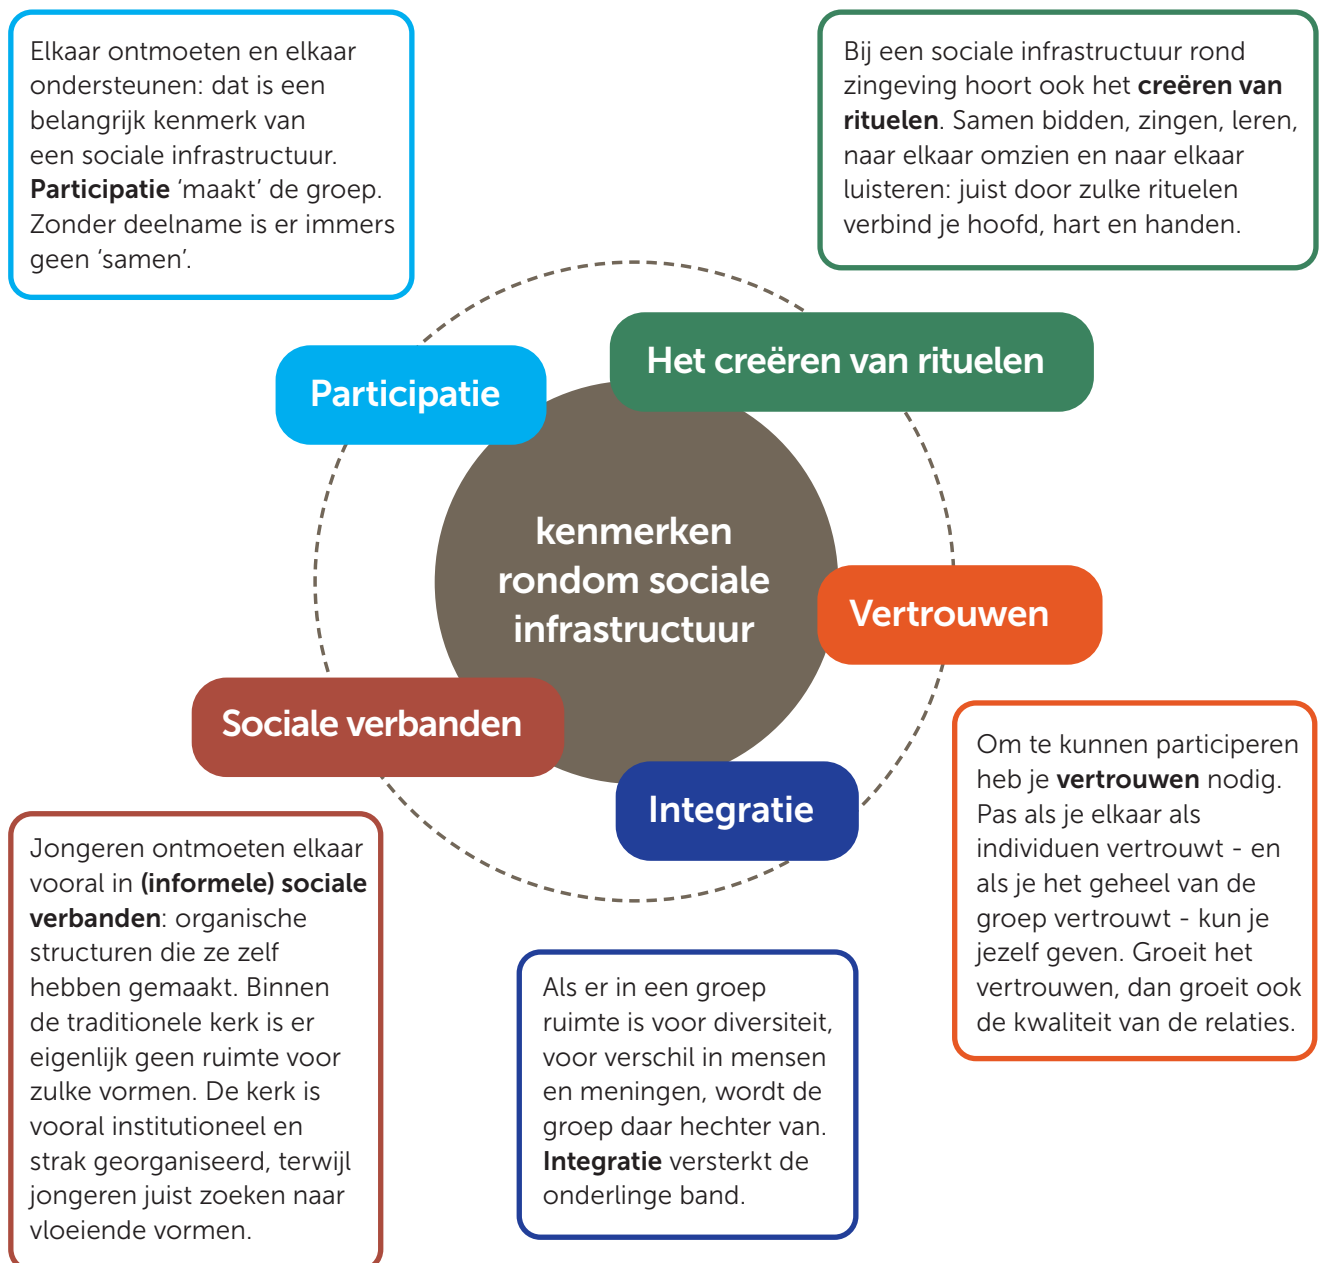 Elkaar ontmoeten en elkaar
ondersteunen: dat is een
belangrijk kenmerk van
een sociale infrastructuur.
Participatie ‘maakt’ de groep.
Zonder deelname is er immers
geen ‘samen’.
Bij een sociale infrastructuur rond
zingeving hoort ook het creëren van
rituelen. Samen bidden, zingen, leren,
naar elkaar omzien en naar elkaar
luisteren: juist door zulke rituelen
verbind je hoofd, hart en handen.
Participatie
Het creëren van rituelen
kenmerken
rondom sociale
infrastructuur
Vertrouwen
Sociale verbanden
Integratie
Om te kunnen participeren
heb je vertrouwen nodig.
Pas als je elkaar als
individuen vertrouwt - en
als je het geheel van de
groep vertrouwt - kun je
jezelf geven. Groeit het
vertrouwen, dan groeit ook
de kwaliteit van de relaties.
Jongeren ontmoeten elkaar
vooral in (informele) sociale
verbanden: organische
structuren die ze zelf
hebben gemaakt. Binnen
de traditionele kerk is er
eigenlijk geen ruimte voor
zulke vormen. De kerk is
vooral institutioneel en
strak georganiseerd, terwijl
jongeren juist zoeken naar
vloeiende vormen.
Als er in een groep
ruimte is voor diversiteit,
voor verschil in mensen
en meningen, wordt de
groep daar hechter van.
Integratie versterkt de
onderlinge band.